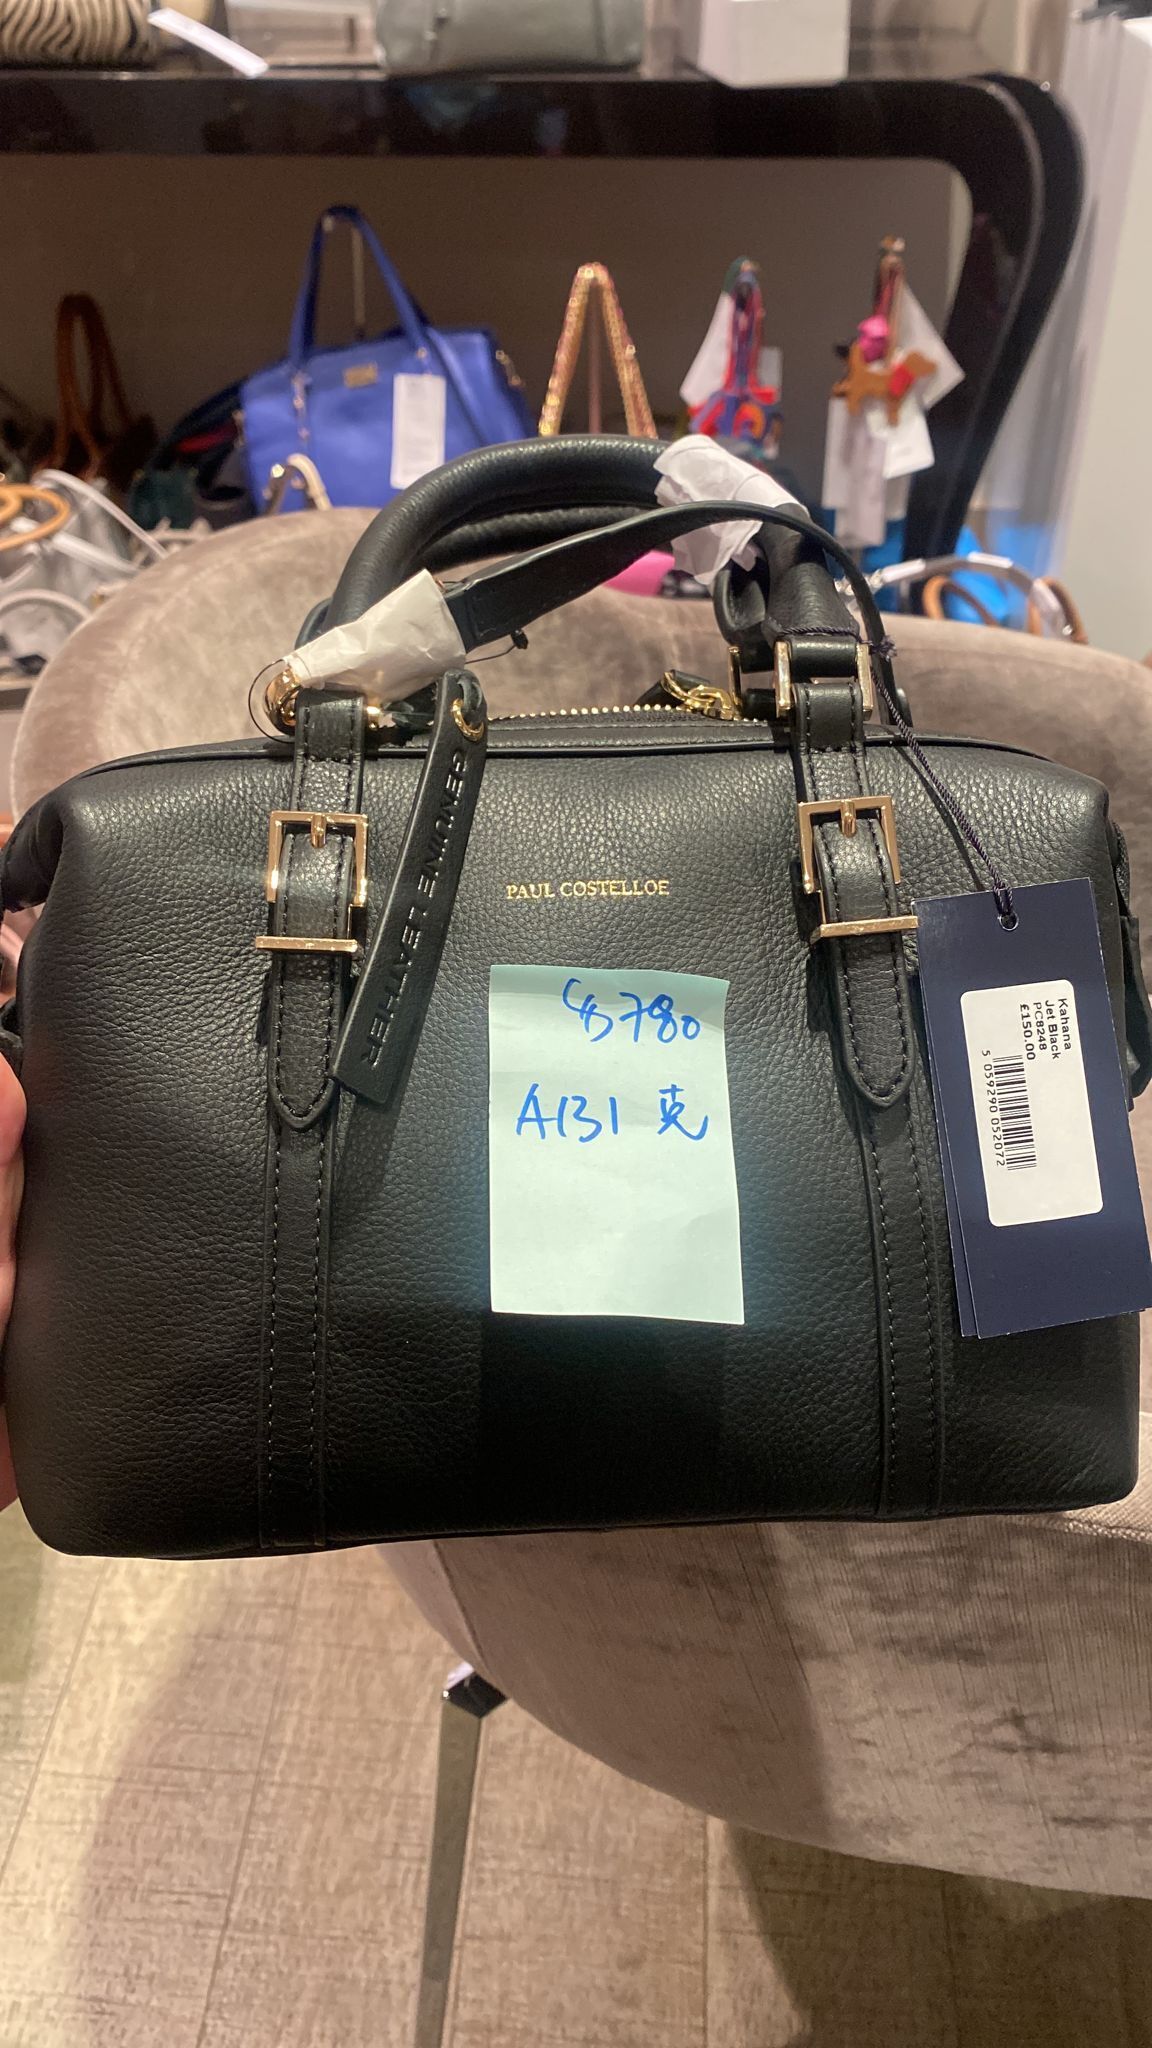 GENUINE LEATHER
PAUL COSTELLOE
$780
A131 克
Kahana
Jet Black
PC8248
£150.00
5 059290 052072